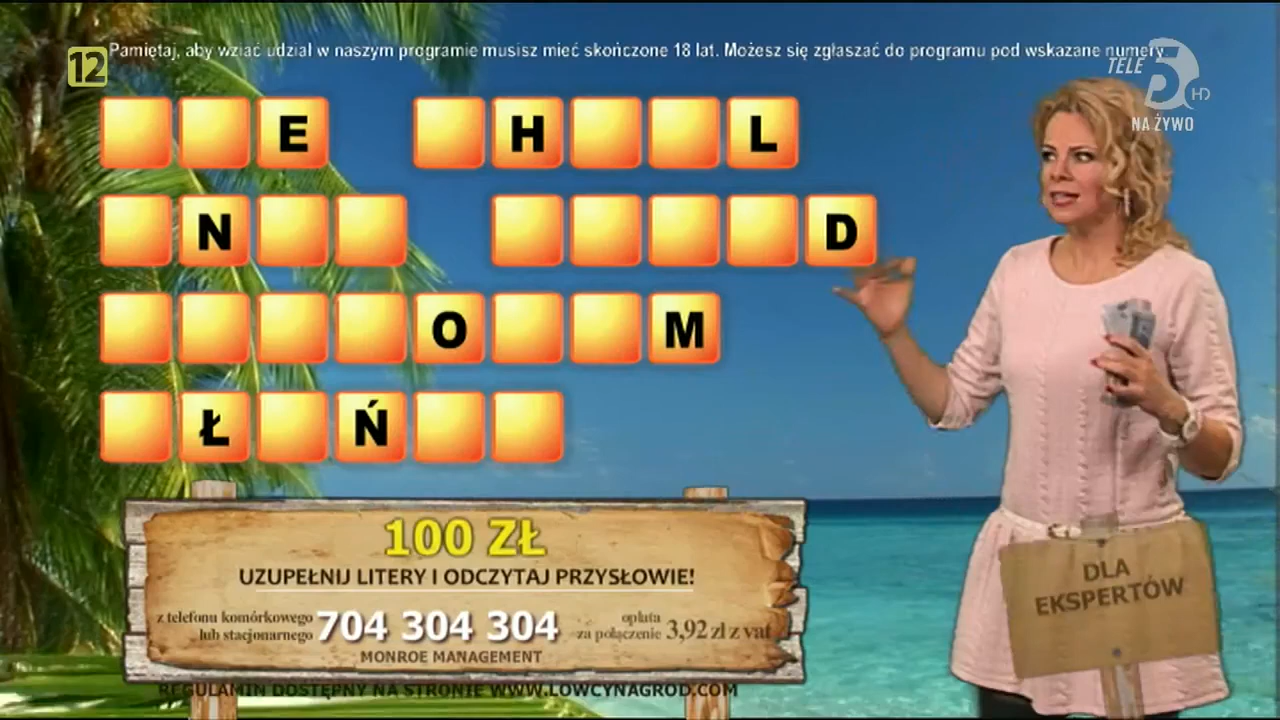 Pamiętaj, aby wziać udział w naszym programie musisz mieć skończone 18 lat. Możesz się zgłaszać do programu pod wskazane numery
12
TELE 5 HD
NA ŻYWO
E H L
N D
O M
Ł Ń
100 ZŁ
UZUPEŁNIJ LITERY I ODCZYTAJ PRZYSŁOWIE!
z telefonu komórkowego
lub stacjonarnego
704 304 304
opłata
za połączenie 3,92 zł z vat
MONROE MANAGEMENT
REGULAMIN DOSTĘPNY NA STRONIE WWW.LOWCYNAGROD.COM
DLA
EKSPERTÓW